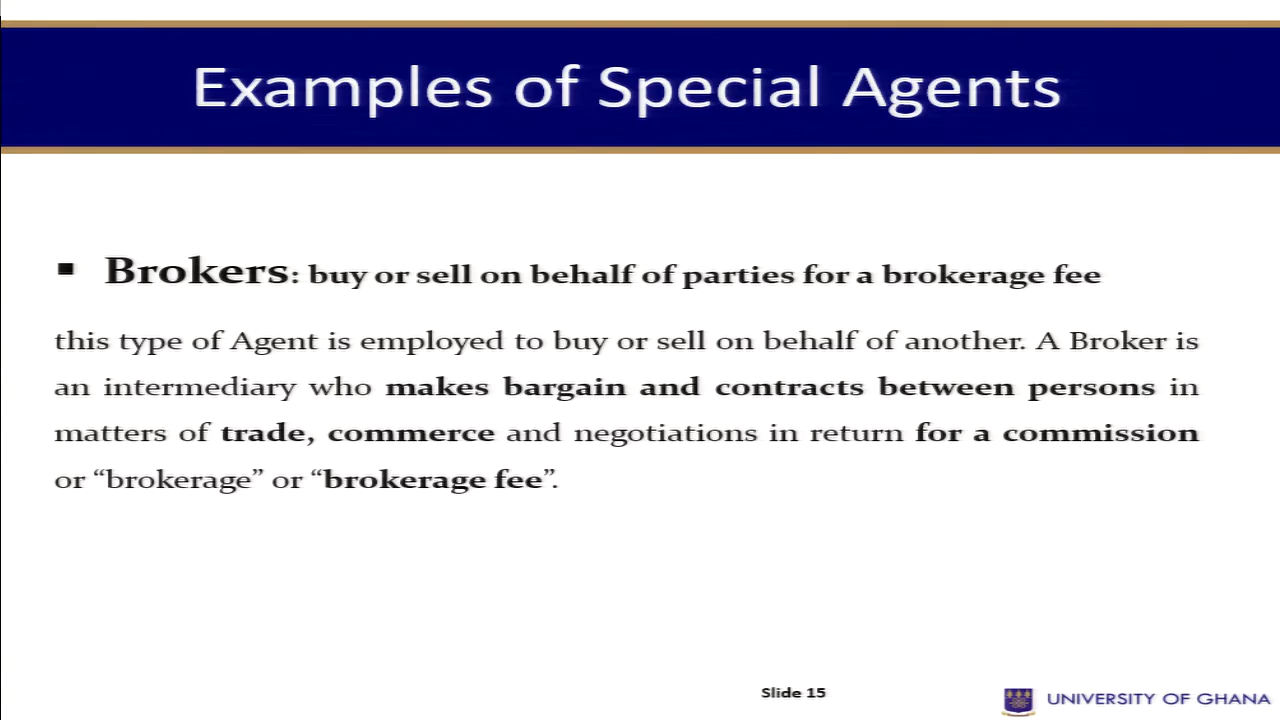 Examples of Special Agents
▪ Brokers: buy or sell on behalf of parties for a brokerage fee
this type of Agent is employed to buy or sell on behalf of another. A Broker is
an intermediary who makes bargain and contracts between persons in
matters of trade, commerce and negotiations in return for a commission
or “brokerage” or “brokerage fee”.
Slide 15
UNIVERSITY OF GHANA